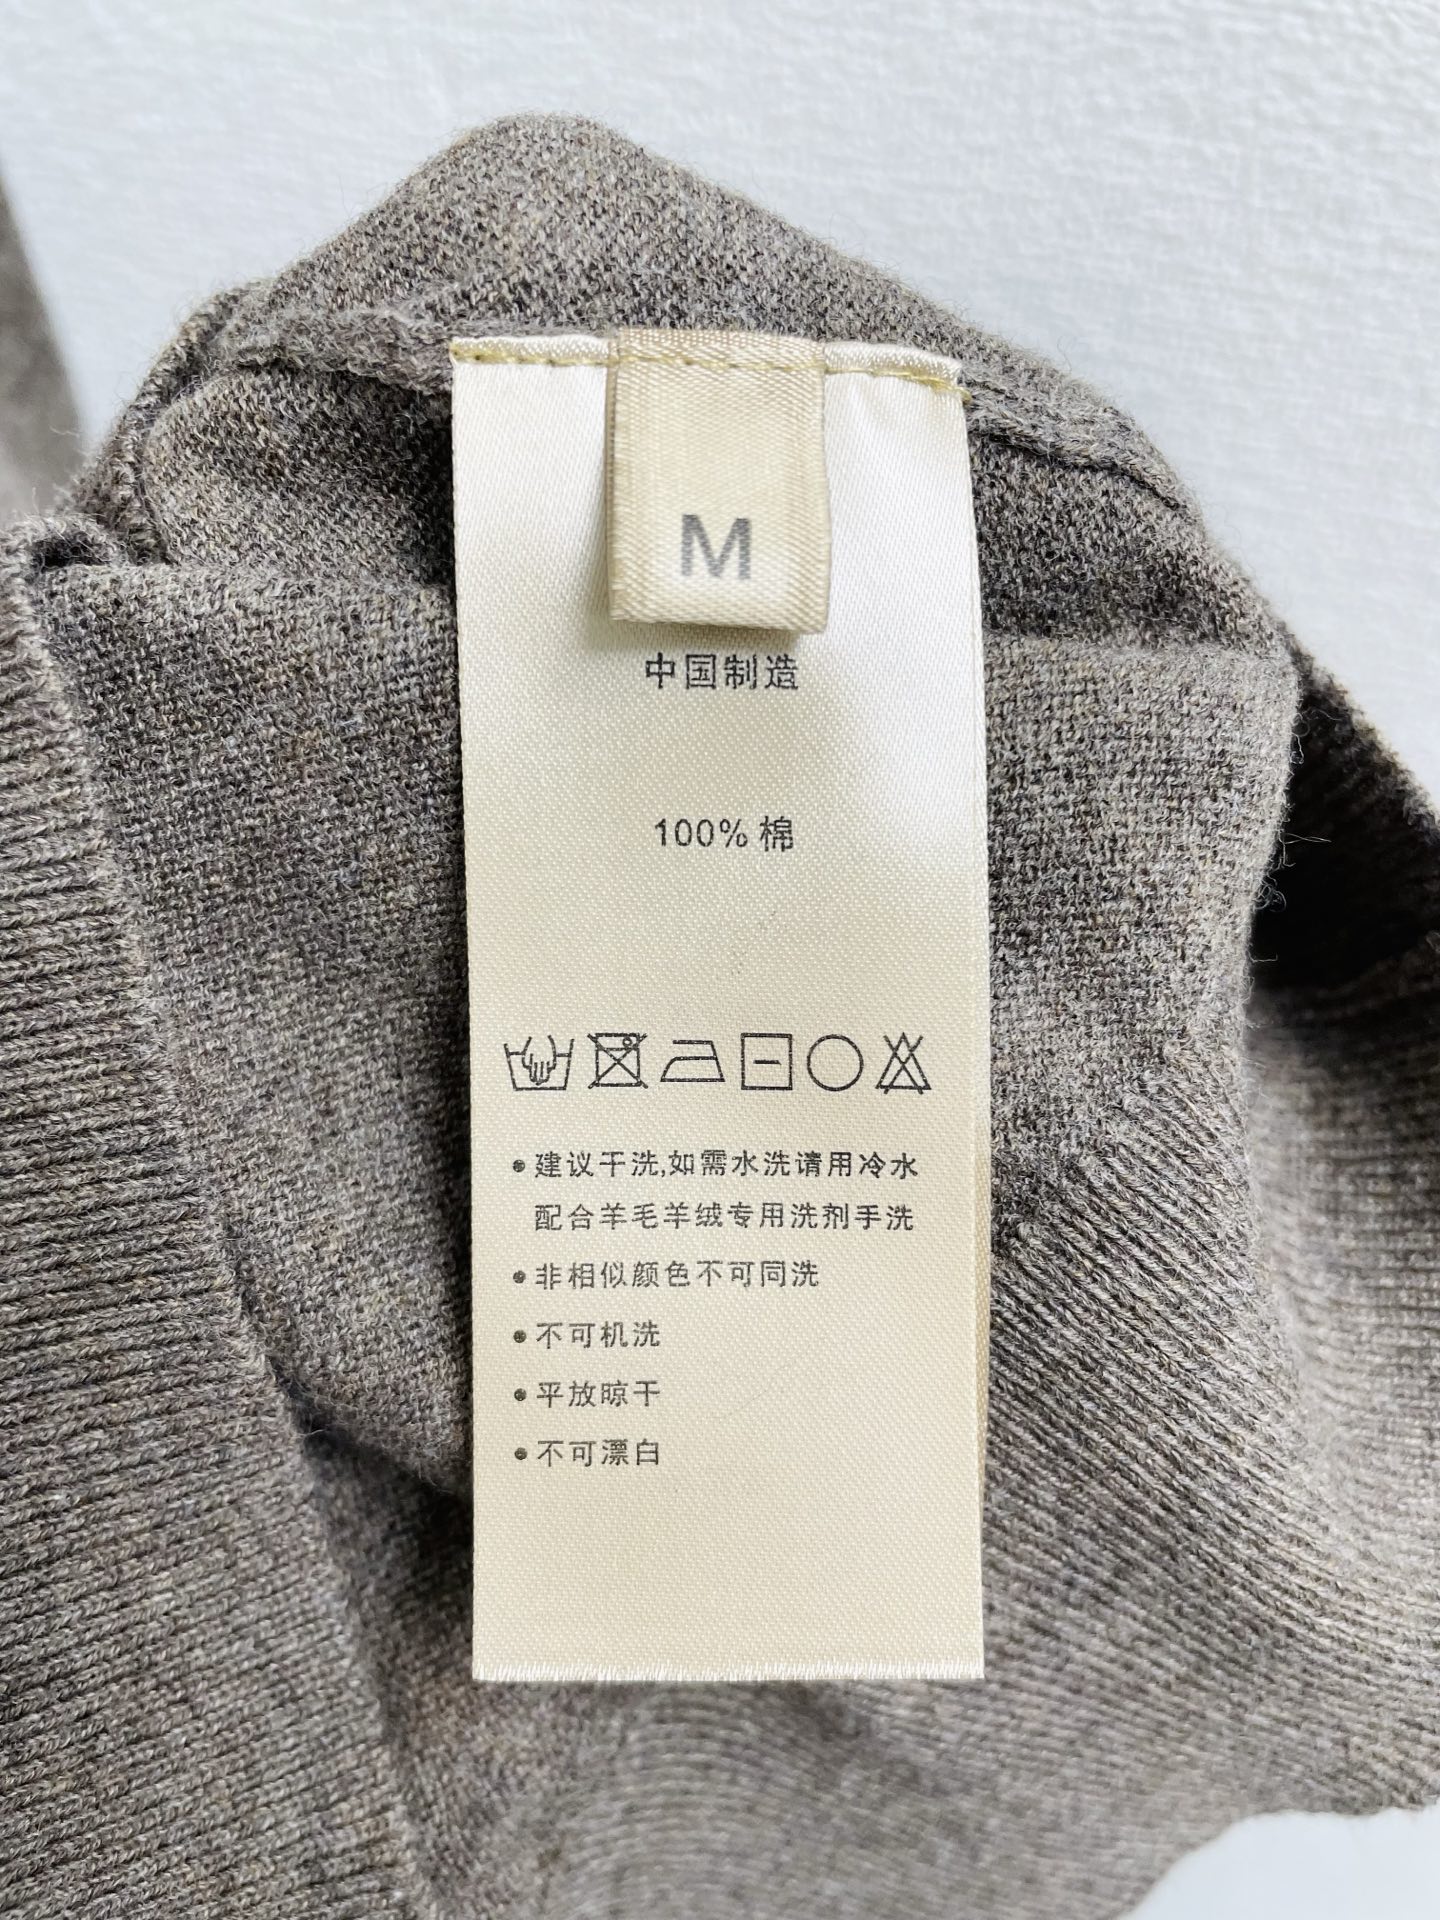 M
中国制造
100% 棉
•建议干洗,如需水洗请用冷水
配合羊毛羊绒专用洗剂手洗
•非相似颜色不可同洗
•不可机洗
•平放晾干
•不可漂白